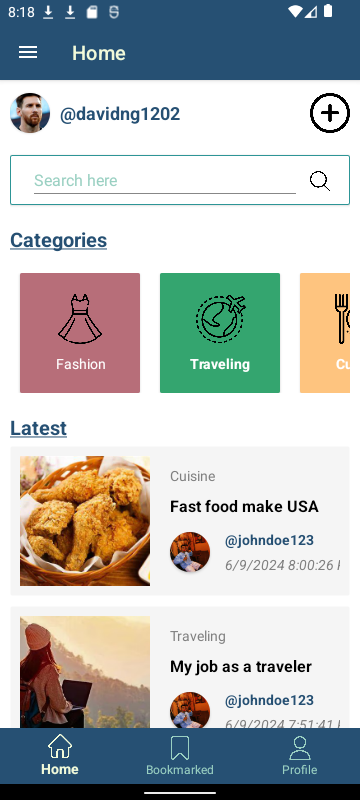 8:18
Home
@davidng1202
Search here
Categories
Fashion
Traveling
Cu
Latest
Cuisine
Fast food make USA
@johndoe123
6/9/2024 8:00:26
Traveling
My job as a traveler
@johndoe123
6/9/2024 7:51:41
Home
Bookmarked
Profile